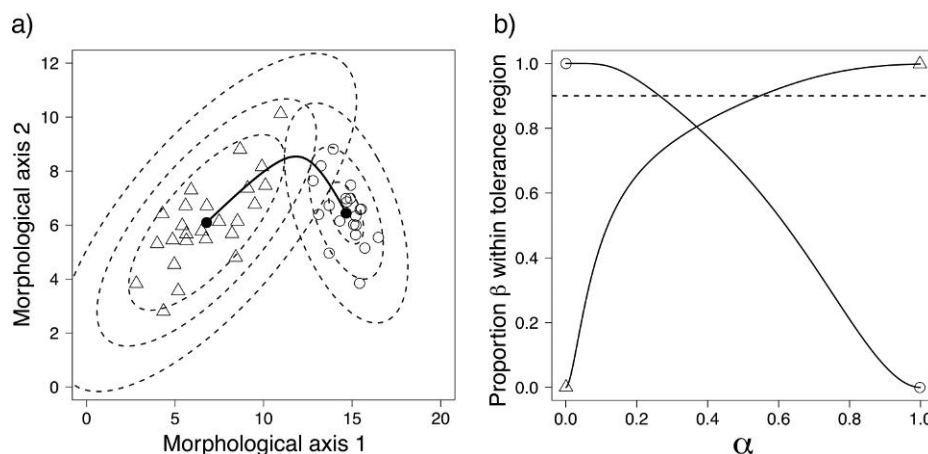 a)
Morphological axis 2
12
10
8
6
4
2
0
0 5 10 15 20
Morphological axis 1
b)
Proportion β within tolerance region
1.0
0.8
0.6
0.4
0.2
0.0
0.0 0.2 0.4 0.6 0.8 1.0
α